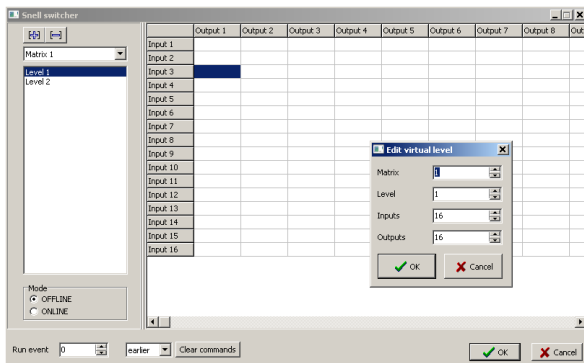 Snell switcher
Output 1 Output 2 Output 3 Output 4 Output 5 Output 6 Output 7 Output 8 Out
Matrix 1
Level 1
Level 2
Input 1
Input 2
Input 3
Input 4
Input 5
Input 6
Input 7
Input 8
Input 9
Input 10
Input 11
Input 12
Input 13
Input 14
Input 15
Input 16
Edit virtual level
Matrix 1
Level 1
Inputs 16
Outputs 16
OK Cancel
Mode
OFFLINE
ONLINE
Run event 0 earlier Clear commands
OK Cancel